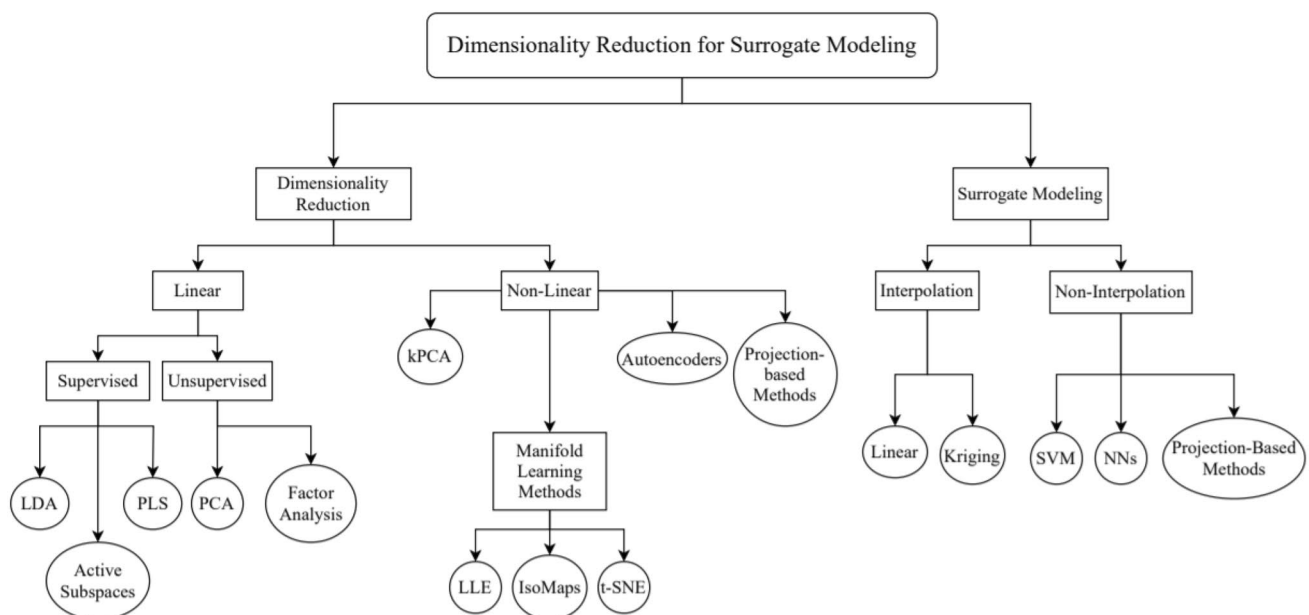 Dimensionality Reduction for Surrogate Modeling
Dimensionality
Reduction
Surrogate Modeling
Linear
Non-Linear
Interpolation
Non-Interpolation
kPCA
Autoencoders
Projection-
based
Methods
Supervised
Unsupervised
Manifold
Learning
Methods
Linear
Kriging
SVM
NNs
Projection-Based
Methods
LDA
PLS
PCA
Factor
Analysis
Active
Subspaces
LLE
IsoMaps
t-SNE